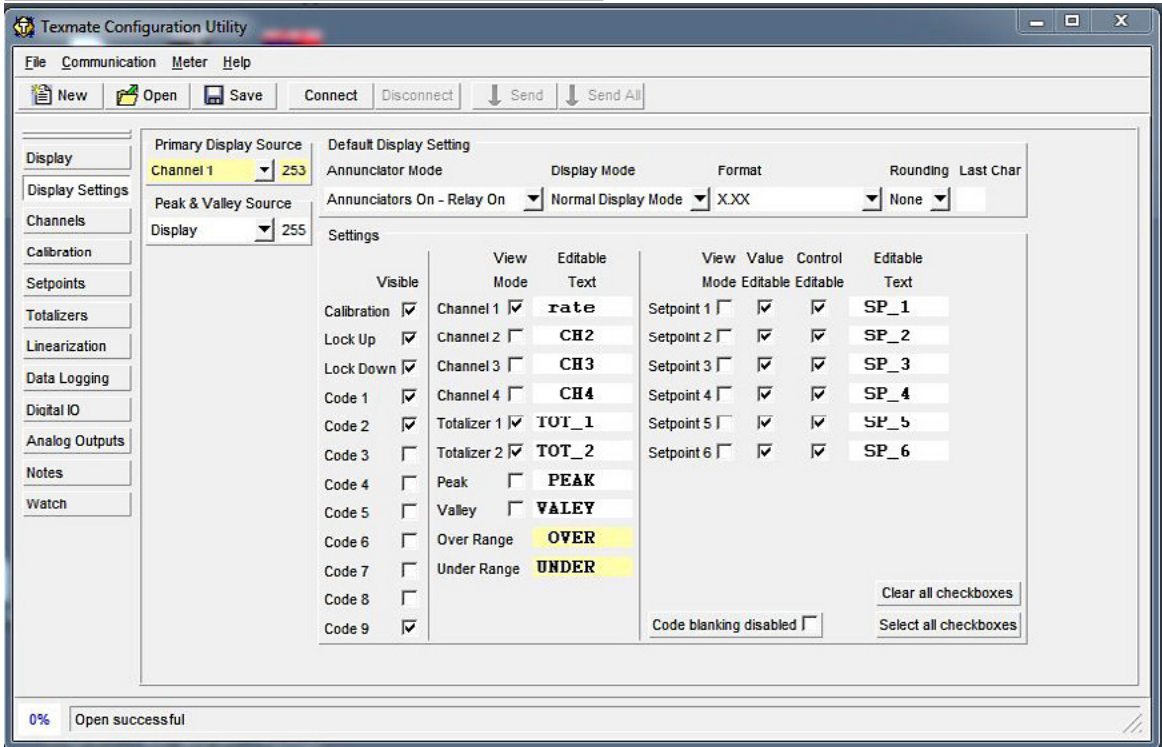 Texmate Configuration Utility
File Communication Meter Help
New Open Save Connect Disconnect Send Send All
Display
Display Settings
Channels
Calibration
Setpoints
Totalizers
Linearization
Data Logging
Digital IO
Analog Outputs
Notes
Watch
Primary Display Source
Channel 1 253
Peak & Valley Source
Display 255
Default Display Setting
Annunciator Mode Display Mode Format Rounding Last Char
Annunciators On - Relay On Normal Display Mode X.XX None
Settings
Visible
Calibration
Lock Up
Lock Down
Code 1
Code 2
Code 3
Code 4
Code 5
Code 6
Code 7
Code 8
Code 9
View Editable
Mode Text
Channel 1 rate
Channel 2 CH2
Channel 3 CH3
Channel 4 CH4
Totalizer 1 TOT_1
Totalizer 2 TOT_2
Peak PEAK
Valley VALEY
Over Range OVER
Under Range UNDER
View Value Control Editable
Mode Editable Editable Text
Setpoint 1 SP_1
Setpoint 2 SP_2
Setpoint 3 SP_3
Setpoint 4 SP_4
Setpoint 5 SP_5
Setpoint 6 SP_6
Clear all checkboxes
Code blanking disabled Select all checkboxes
0% Open successful